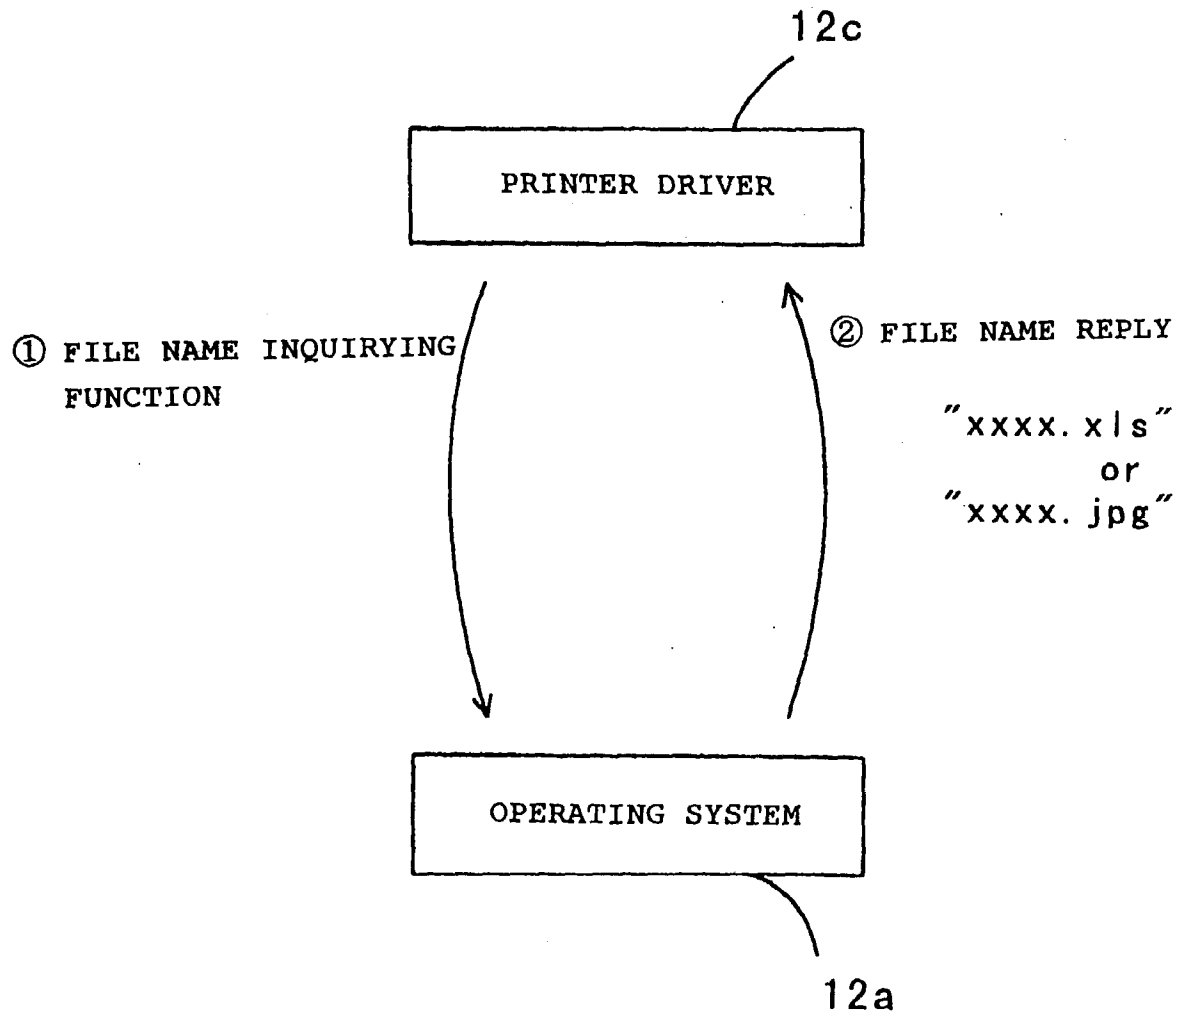 12c
PRINTER DRIVER
① FILE NAME INQUIRYING
FUNCTION
② FILE NAME REPLY
"xxxx.xls"
or
"xxxx.jpg"
OPERATING SYSTEM
12a